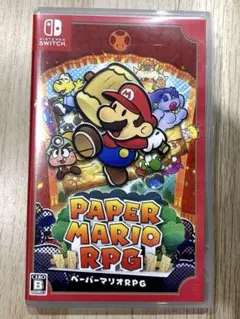 NINTENDO
SWITCH
PAPER
MARIO
RPG
ペーパーマリオRPG
CERO B